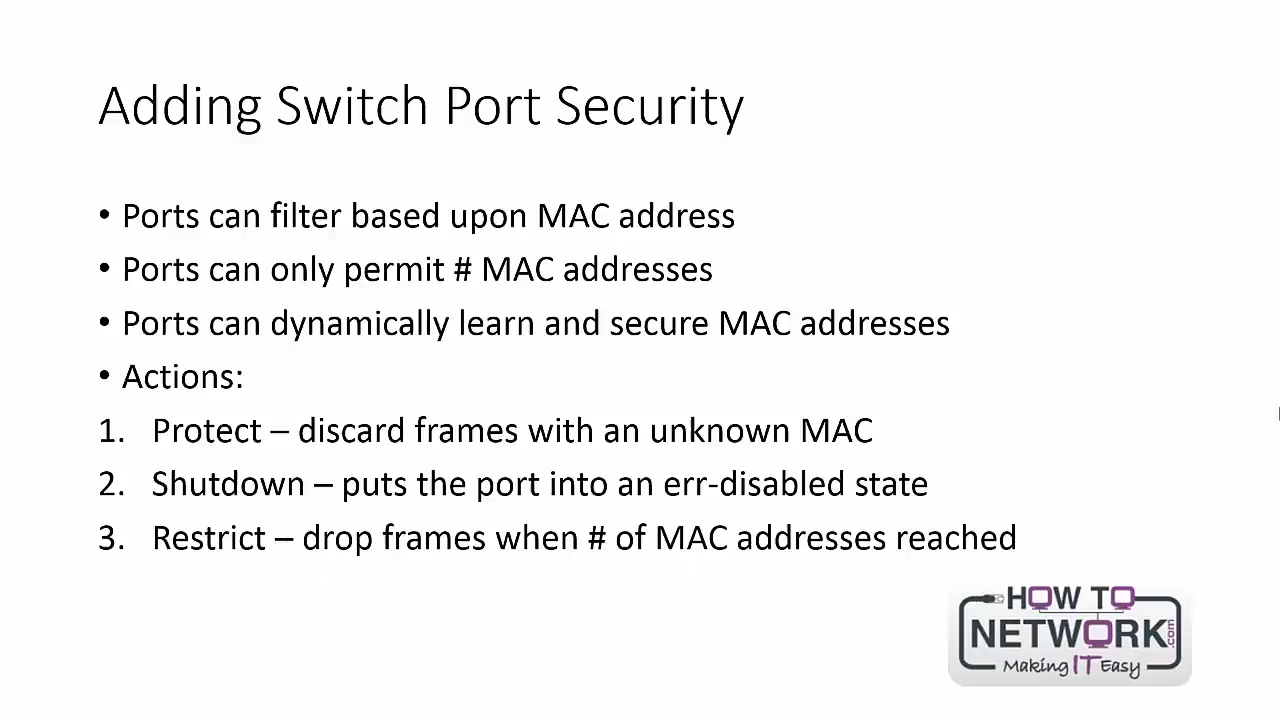 Adding Switch Port Security
• Ports can filter based upon MAC address
• Ports can only permit # MAC addresses
• Ports can dynamically learn and secure MAC addresses
• Actions:
1. Protect – discard frames with an unknown MAC
2. Shutdown – puts the port into an err-disabled state
3. Restrict – drop frames when # of MAC addresses reached
HOW TO
NETWORK.com
Making IT Easy